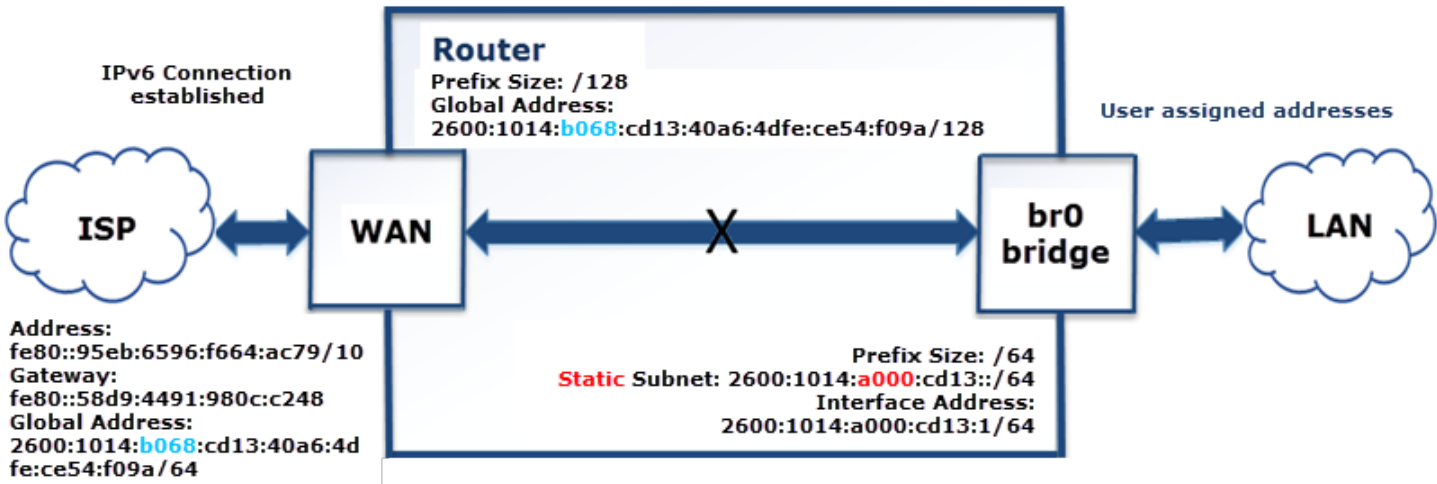 IPv6 Connection
established
Router
Prefix Size: /128
Global Address:
2600:1014:b068:cd13:40a6:4dfe:ce54:f09a/128
User assigned addresses
ISP
WAN
X
br0
bridge
LAN
Address:
fe80::95eb:6596:f664:ac79/10
Gateway:
fe80::58d9:4491:980c:c248
Global Address:
2600:1014:b068:cd13:40a6:4d
fe:ce54:f09a/64
Prefix Size: /64
Static Subnet: 2600:1014:a000:cd13::/64
Interface Address:
2600:1014:a000:cd13:1/64